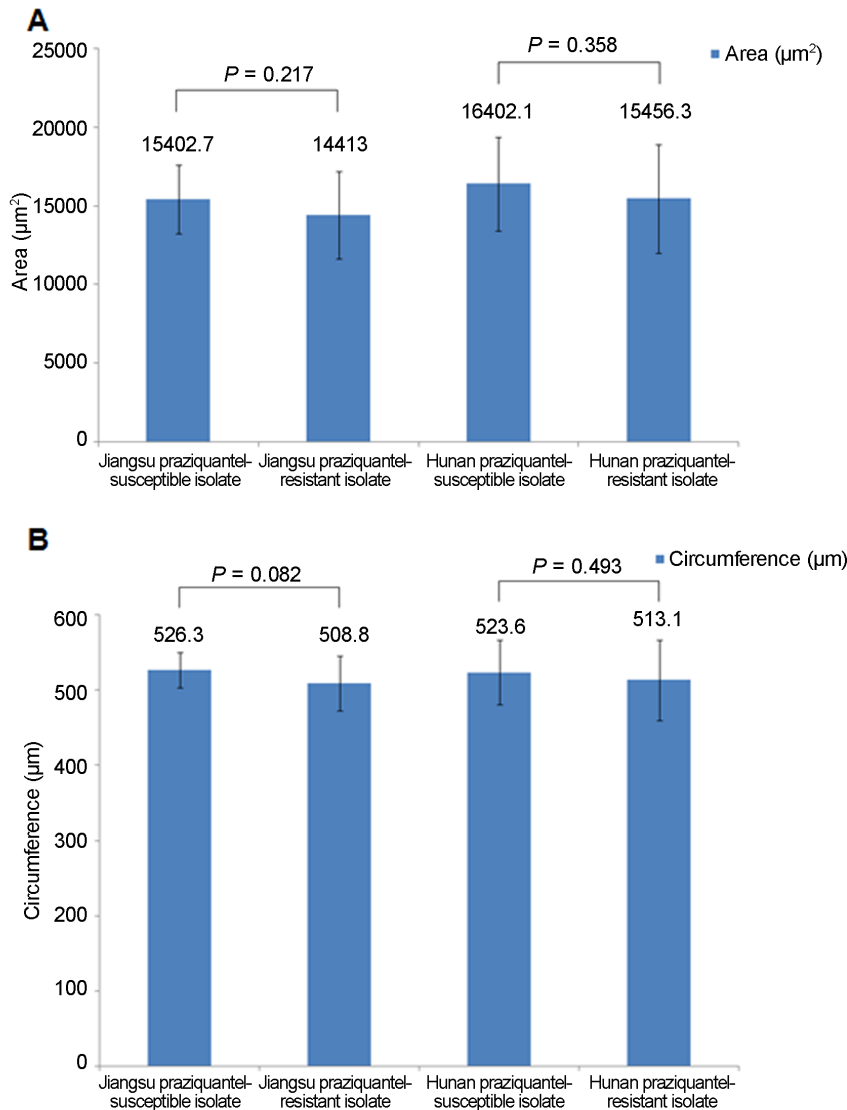 A
25000
20000
15000
10000
5000
0
Area (µm²)
P = 0.217
P = 0.358
Area (µm²)
15402.7
14413
16402.1
15456.3
Jiangsu praziquantel-
susceptible isolate
Jiangsu praziquantel-
resistant isolate
Hunan praziquantel-
susceptible isolate
Hunan praziquantel-
resistant isolate
B
600
500
400
300
200
100
0
Circumference (µm)
P = 0.082
P = 0.493
Circumference (µm)
526.3
508.8
523.6
513.1
Jiangsu praziquantel-
susceptible isolate
Jiangsu praziquantel-
resistant isolate
Hunan praziquantel-
susceptible isolate
Hunan praziquantel-
resistant isolate